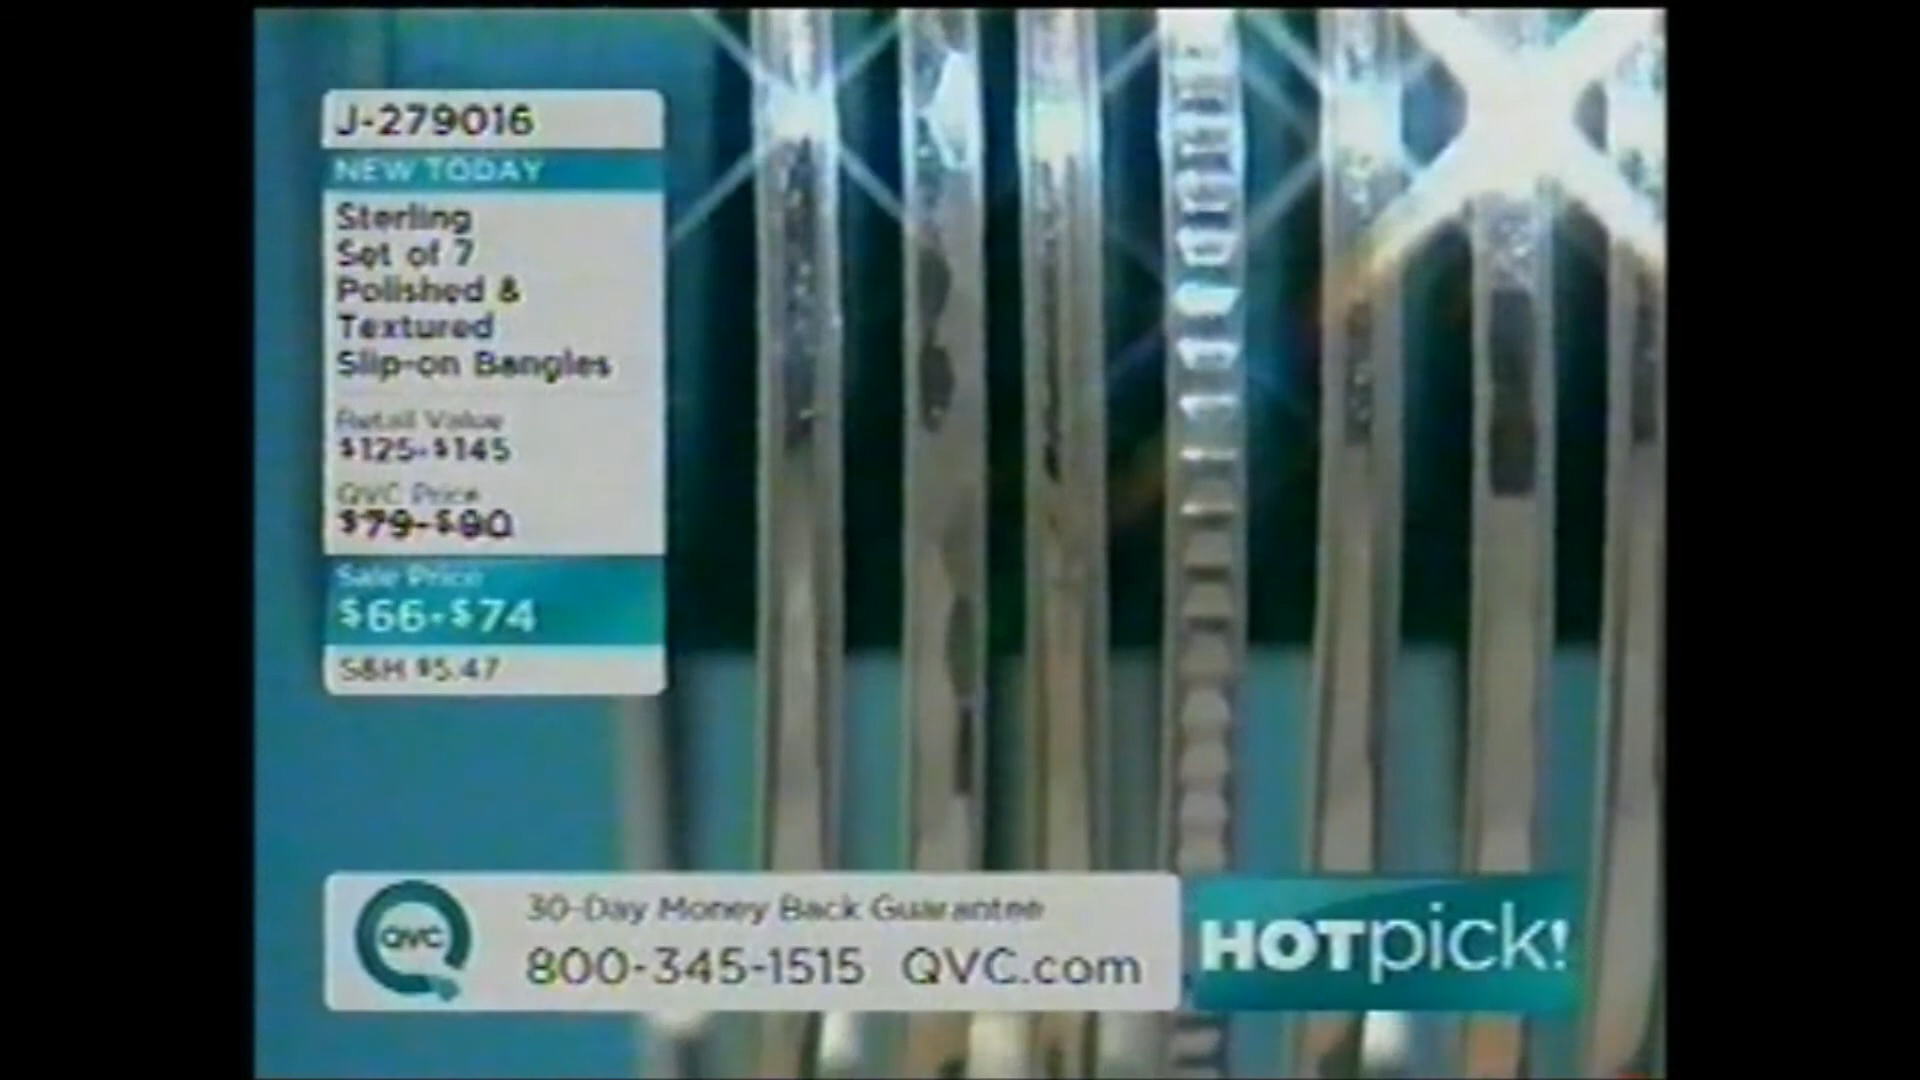 J-279016
NEW TODAY
Sterling
Set of 7
Polished &
Textured
Slip-on Bangles
Retail Value
$125-$145
QVC Price
$79-$80
Sale Price
$66-$74
S&H $5.47
QVC
30-Day Money Back Guarantee
800-345-1515 QVC.com
HOTpick!